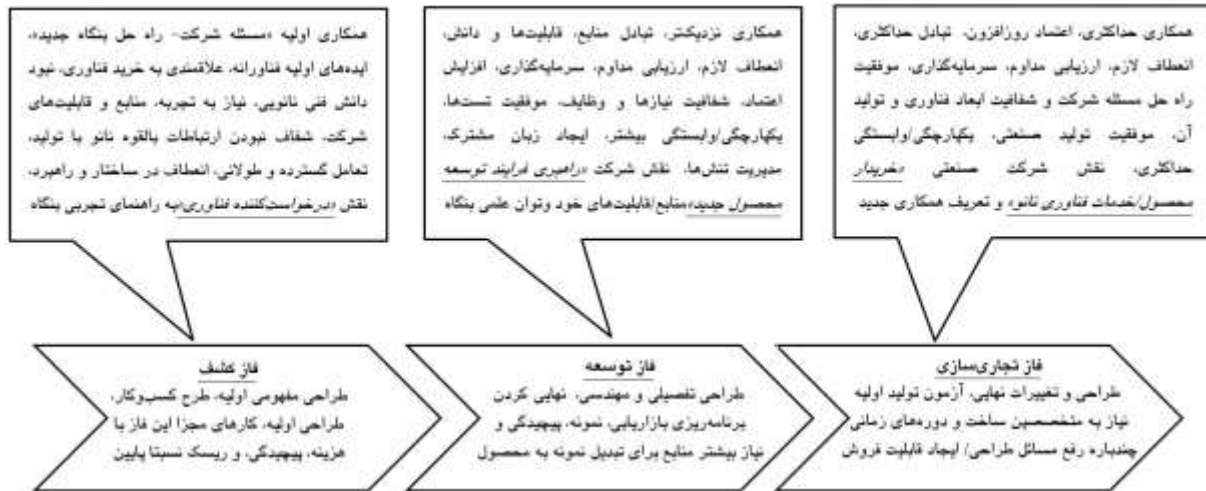 همکاری اولیه «مسئله شرکت- راه حل بنگاه جدید»،
ایده‌های اولیه فناورانه، علاقمندی به خرید فناوری، نبود
دانش فنی نانویی، نیاز به تجربه، منابع و قابلیت‌های
شرکت، شفاف نبودن ارتباطات بالقوه نانو با تولید،
تعامل گسترده و طولانی، انعطاف در ساختار و راهبرد،
نقش «درخواست‌کننده فناوری»به راهنمای تجربی بنگاه
همکاری نزدیکتر، تبادل منابع، قابلیت‌ها و دانش،
انعطاف لازم، ارزیابی مداوم، سرمایه‌گذاری، افزایش
اعتماد، شفافیت نیازها و وظایف، موفقیت تست‌ها،
یکپارچگی/وابستگی بیشتر، ایجاد زبان مشترک،
مدیریت تنش‌ها، نقش شرکت «راهبری فرایند توسعه
محصول جدید»منابع/قابلیت‌های خود وتوان علمی بنگاه
همکاری حداکثری، اعتماد روزافزون، تبادل حداکثری،
انعطاف لازم، ارزیابی مداوم، سرمایه‌گذاری، موفقیت
راه حل مسئله شرکت و شفافیت ابعاد فناوری و تولید
آن، موفقیت تولید صنعتی، یکپارچگی/وابستگی
حداکثری، نقش شرکت صنعتی «خریدار
محصول/خدمات فناوری نانو» و تعریف همکاری جدید
فاز کشف
طراحی مفهومی اولیه، طرح کسب‌وکار،
طراحی اولیه، کارهای مجزا این فاز با
هزینه، پیچیدگی، و ریسک نسبتا پایین
فاز توسعه
طراحی تفصیلی و مهندسی، نهایی کردن
برنامه‌ریزی بازاریابی، نمونه، پیچیدگی و
نیاز بیشتر منابع برای تبدیل نمونه به محصول
فاز تجاری‌سازی
طراحی و تغییرات نهایی، آزمون تولید اولیه
نیاز به متخصصین ساخت و دوره‌های زمانی
چندباره رفع مسائل طراحی/ ایجاد قابلیت فروش